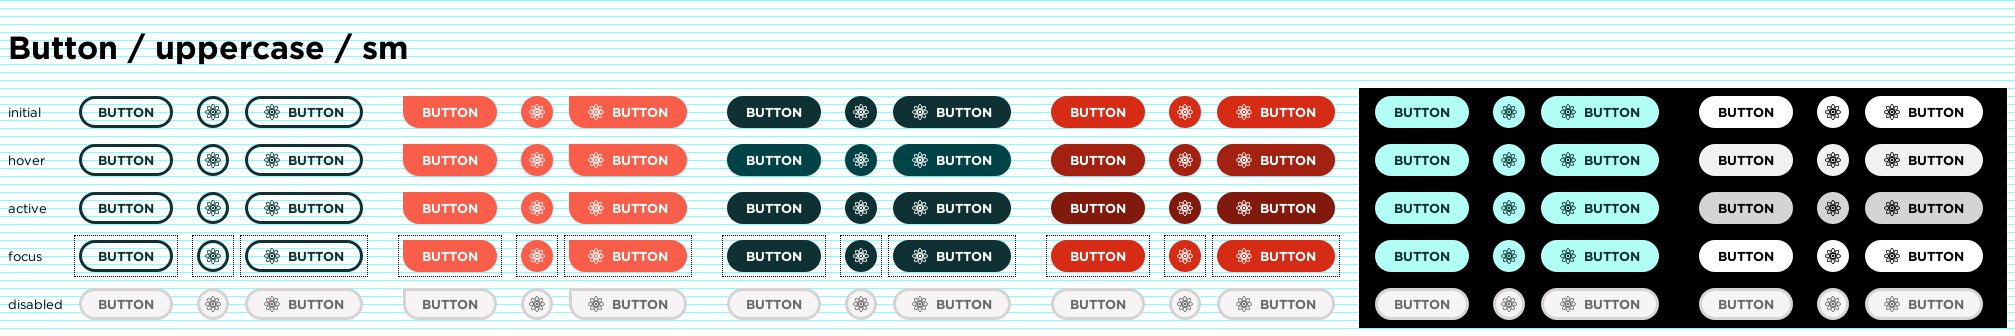 Button / uppercase / sm
initial BUTTON BUTTON BUTTON BUTTON BUTTON BUTTON BUTTON BUTTON BUTTON BUTTON BUTTON BUTTON
hover BUTTON BUTTON BUTTON BUTTON BUTTON BUTTON BUTTON BUTTON BUTTON BUTTON BUTTON BUTTON
active BUTTON BUTTON BUTTON BUTTON BUTTON BUTTON BUTTON BUTTON BUTTON BUTTON BUTTON BUTTON
focus BUTTON BUTTON BUTTON BUTTON BUTTON BUTTON BUTTON BUTTON BUTTON BUTTON BUTTON BUTTON
disabled BUTTON BUTTON BUTTON BUTTON BUTTON BUTTON BUTTON BUTTON BUTTON BUTTON BUTTON BUTTON